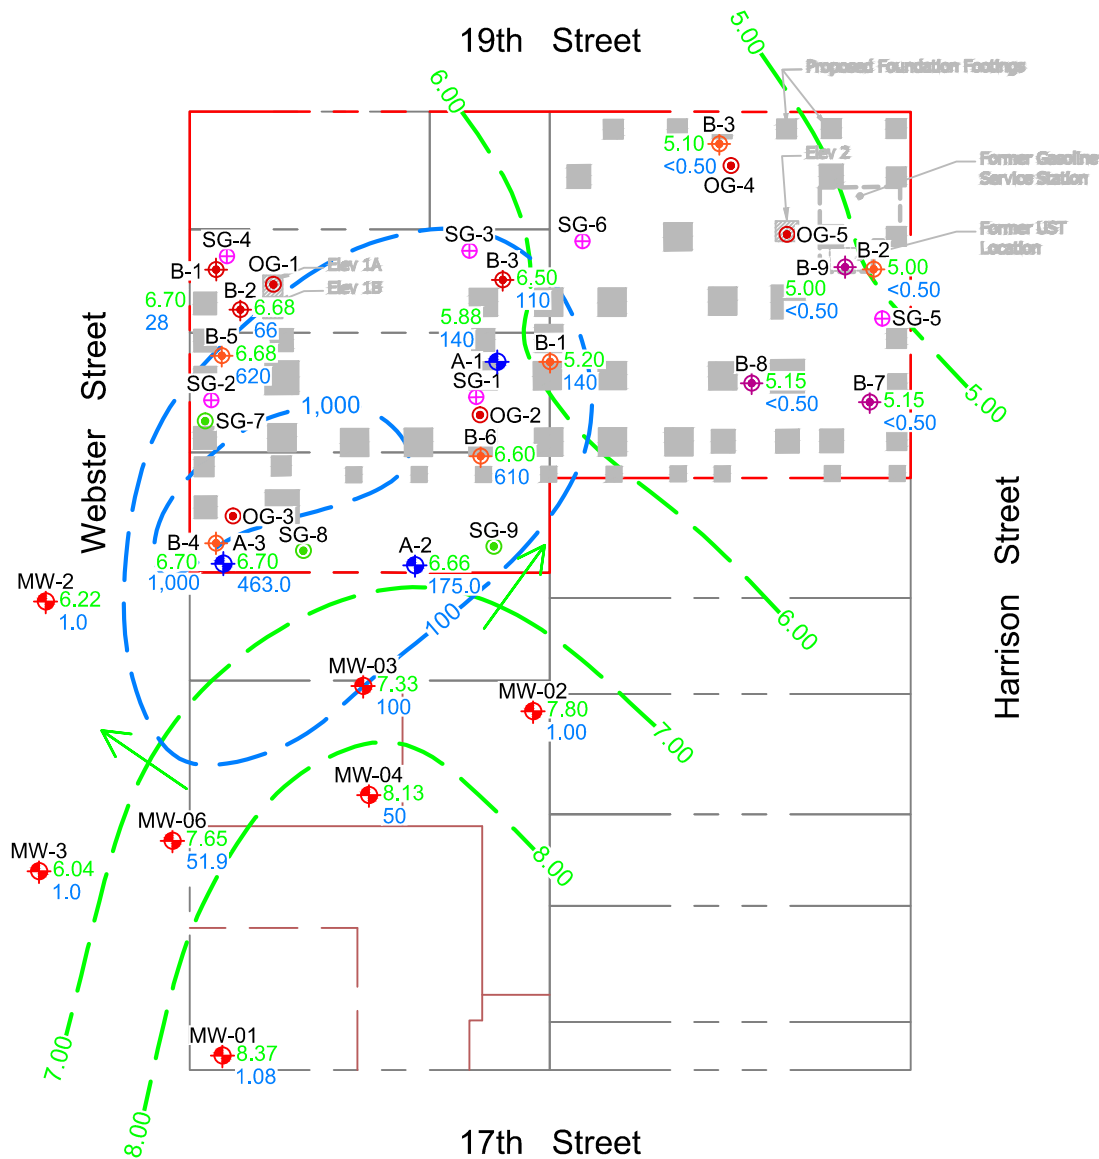 19th Street
5.00
6.00
Proposed Foundation Footings
B-3
5.10
<0.50
OG-4
Elev 2
Former Gasoline
Service Station
SG-6
SG-4
SG-3
OG-5
Former UST
Location
B-1
OG-1
Elev 1A
B-3
6.50
B-9
B-2
5.00
6.70
B-2
6.68
Elev 1B
110
5.00
<0.50
28
66
5.88
<0.50
SG-5
B-5
6.68
140
A-1
B-1
5.20
620
140
B-8
5.15
B-7
5.15
SG-2
SG-1
<0.50
<0.50
5.00
1,000
SG-7
OG-2
B-6
6.60
610
Webster Street
Harrison Street
OG-3
SG-8
SG-9
B-4
A-3
A-2
6.70
6.70
6.66
1,000
463.0
175.0
MW-2
6.22
1.0
100
6.00
MW-03
7.33
100
MW-02
7.80
1.00
7.00
MW-04
8.13
50
MW-06
7.65
51.9
8.00
MW-3
6.04
1.0
MW-01
8.37
1.08
7.00
8.00
17th Street